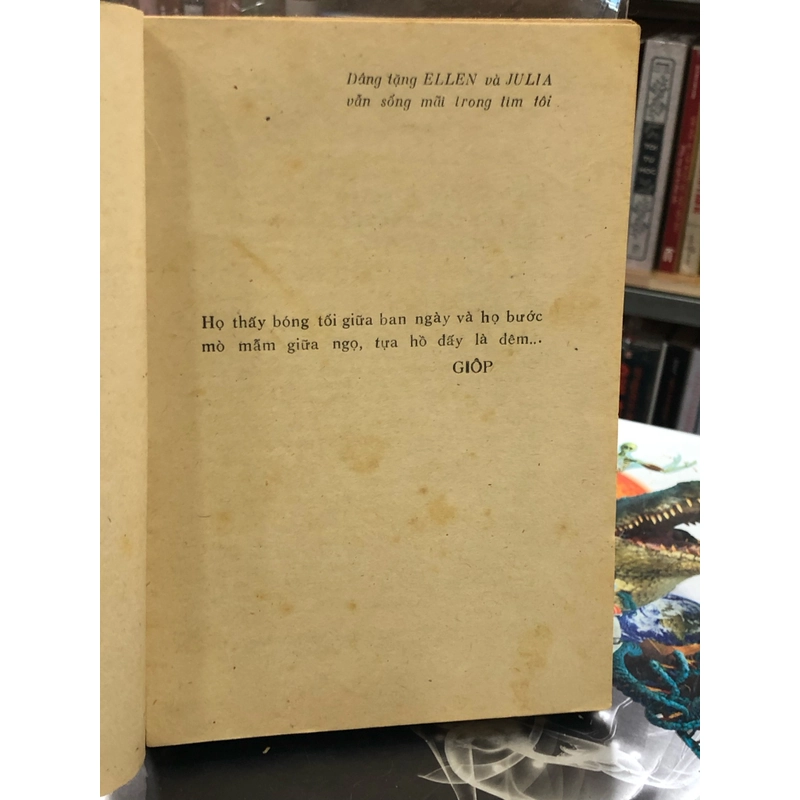 Dâng tặng ELLEN và JULIA
vẫn sống mãi trong tim tôi
Họ thấy bóng tối giữa ban ngày và họ bước
mò mẫm giữa ngọ, tựa hồ đấy là đêm...
GIÔP